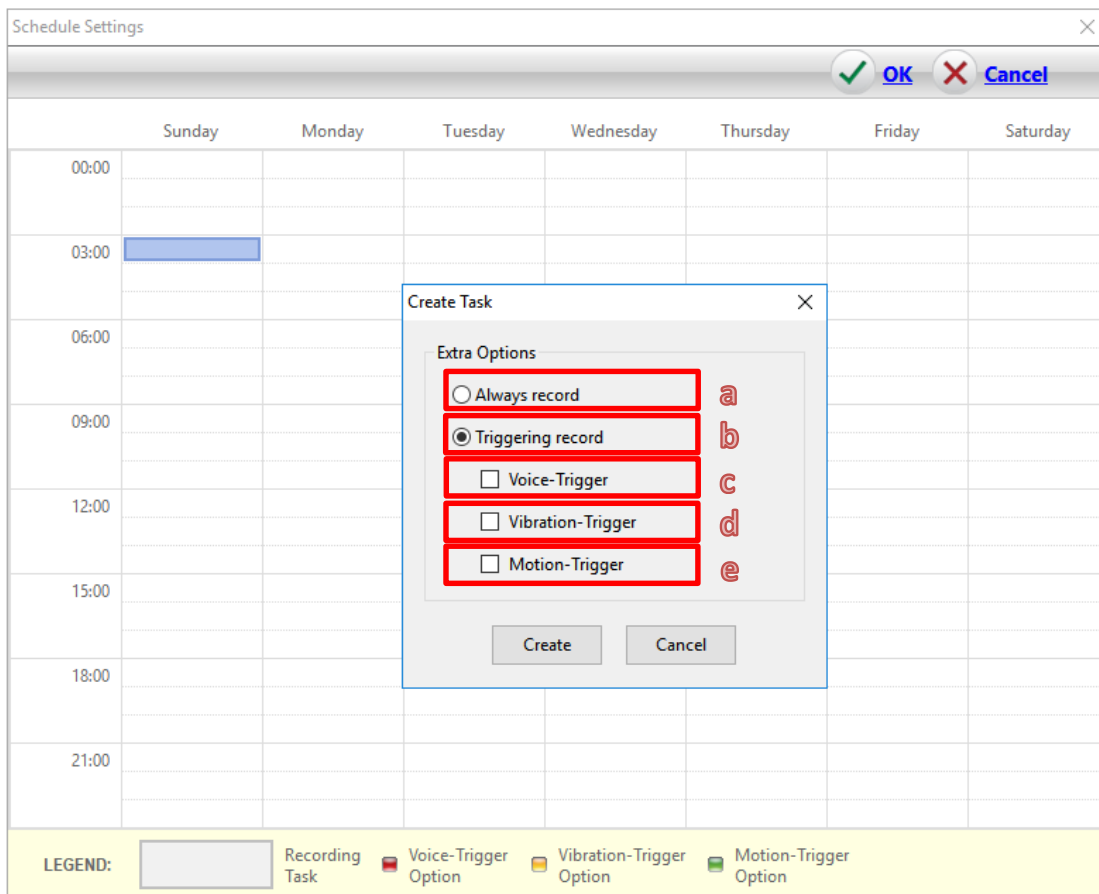 Schedule Settings
OK Cancel
Sunday Monday Tuesday Wednesday Thursday Friday Saturday
00:00
03:00
06:00
09:00
12:00
15:00
18:00
21:00
Create Task
Extra Options
Always record a
Triggering record b
Voice-Trigger c
Vibration-Trigger d
Motion-Trigger e
Create Cancel
LEGEND:
Recording
Task
Voice-Trigger
Option
Vibration-Trigger
Option
Motion-Trigger
Option